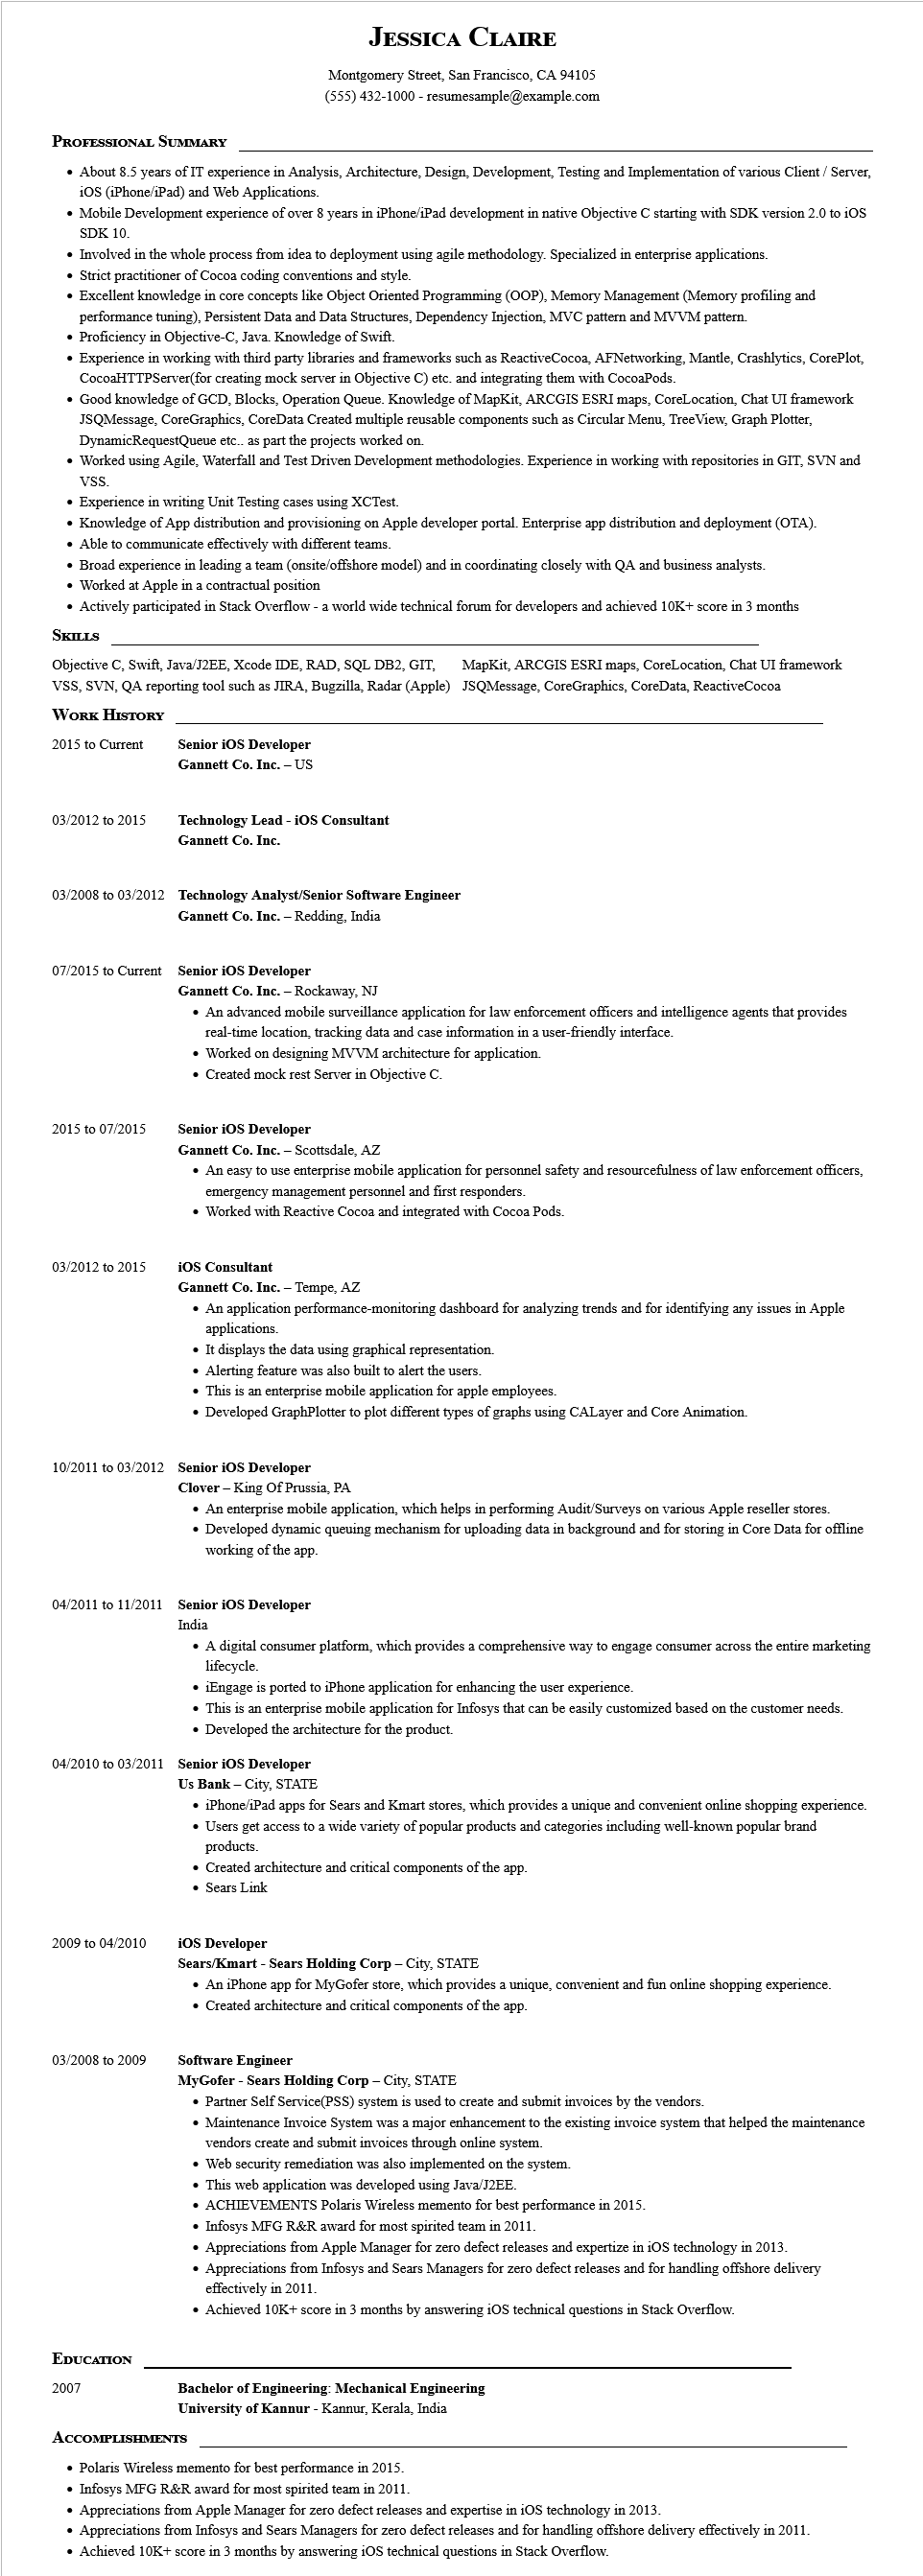 Jessica Claire
Montgomery Street, San Francisco, CA 94105
(555) 432-1000 - resumesample@example.com
Professional Summary
• About 8.5 years of IT experience in Analysis, Architecture, Design, Development, Testing and Implementation of various Client / Server,
iOS (iPhone/iPad) and Web Applications.
• Mobile Development experience of over 8 years in iPhone/iPad development in native Objective C starting with SDK version 2.0 to iOS
SDK 10.
• Involved in the whole process from idea to deployment using agile methodology. Specialized in enterprise applications.
• Strict practitioner of Cocoa coding conventions and style.
• Excellent knowledge in core concepts like Object Oriented Programming (OOP), Memory Management (Memory profiling and
performance tuning), Persistent Data and Data Structures, Dependency Injection, MVC pattern and MVVM pattern.
• Proficiency in Objective-C, Java. Knowledge of Swift.
• Experience in working with third party libraries and frameworks such as ReactiveCocoa, AFNetworking, Mantle, Crashlytics, CorePlot,
CocoaHTTPServer(for creating mock server in Objective C) etc. and integrating them with CocoaPods.
• Good knowledge of GCD, Blocks, Operation Queue. Knowledge of MapKit, ARCGIS ESRI maps, CoreLocation, Chat UI framework
JSQMessage, CoreGraphics, CoreData Created multiple reusable components such as Circular Menu, TreeView, Graph Plotter,
DynamicRequestQueue etc.. as part the projects worked on.
• Worked using Agile, Waterfall and Test Driven Development methodologies. Experience in working with repositories in GIT, SVN and
VSS.
• Experience in writing Unit Testing cases using XCTest.
• Knowledge of App distribution and provisioning on Apple developer portal. Enterprise app distribution and deployment (OTA).
• Able to communicate effectively with different teams.
• Broad experience in leading a team (onsite/offshore model) and in coordinating closely with QA and business analysts.
• Worked at Apple in a contractual position
• Actively participated in Stack Overflow - a world wide technical forum for developers and achieved 10K+ score in 3 months
Skills
Objective C, Swift, Java/J2EE, Xcode IDE, RAD, SQL DB2, GIT,
VSS, SVN, QA reporting tool such as JIRA, Bugzilla, Radar (Apple)
MapKit, ARCGIS ESRI maps, CoreLocation, Chat UI framework
JSQMessage, CoreGraphics, CoreData, ReactiveCocoa
Work History
2015 to Current Senior iOS Developer
Gannett Co. Inc. – US
03/2012 to 2015 Technology Lead - iOS Consultant
Gannett Co. Inc.
03/2008 to 03/2012 Technology Analyst/Senior Software Engineer
Gannett Co. Inc. – Redding, India
07/2015 to Current Senior iOS Developer
Gannett Co. Inc. – Rockaway, NJ
• An advanced mobile surveillance application for law enforcement officers and intelligence agents that provides
real-time location, tracking data and case information in a user-friendly interface.
• Worked on designing MVVM architecture for application.
• Created mock rest Server in Objective C.
2015 to 07/2015 Senior iOS Developer
Gannett Co. Inc. – Scottsdale, AZ
• An easy to use enterprise mobile application for personnel safety and resourcefulness of law enforcement officers,
emergency management personnel and first responders.
• Worked with Reactive Cocoa and integrated with Cocoa Pods.
03/2012 to 2015 iOS Consultant
Gannett Co. Inc. – Tempe, AZ
• An application performance-monitoring dashboard for analyzing trends and for identifying any issues in Apple
applications.
• It displays the data using graphical representation.
• Alerting feature was also built to alert the users.
• This is an enterprise mobile application for apple employees.
• Developed GraphPlotter to plot different types of graphs using CALayer and Core Animation.
10/2011 to 03/2012 Senior iOS Developer
Clover – King Of Prussia, PA
• An enterprise mobile application, which helps in performing Audit/Surveys on various Apple reseller stores.
• Developed dynamic queuing mechanism for uploading data in background and for storing in Core Data for offline
working of the app.
04/2011 to 11/2011 Senior iOS Developer
India
• A digital consumer platform, which provides a comprehensive way to engage consumer across the entire marketing
lifecycle.
• iEngage is ported to iPhone application for enhancing the user experience.
• This is an enterprise mobile application for Infosys that can be easily customized based on the customer needs.
• Developed the architecture for the product.
04/2010 to 03/2011 Senior iOS Developer
Us Bank – City, STATE
• iPhone/iPad apps for Sears and Kmart stores, which provides a unique and convenient online shopping experience.
• Users get access to a wide variety of popular products and categories including well-known popular brand
products.
• Created architecture and critical components of the app.
• Sears Link
2009 to 04/2010 iOS Developer
Sears/Kmart - Sears Holding Corp – City, STATE
• An iPhone app for MyGofer store, which provides a unique, convenient and fun online shopping experience.
• Created architecture and critical components of the app.
03/2008 to 2009 Software Engineer
MyGofer - Sears Holding Corp – City, STATE
• Partner Self Service(PSS) system is used to create and submit invoices by the vendors.
• Maintenance Invoice System was a major enhancement to the existing invoice system that helped the maintenance
vendors create and submit invoices through online system.
• Web security remediation was also implemented on the system.
• This web application was developed using Java/J2EE.
• ACHIEVEMENTS Polaris Wireless memento for best performance in 2015.
• Infosys MFG R&R award for most spirited team in 2011.
• Appreciations from Apple Manager for zero defect releases and expertize in iOS technology in 2013.
• Appreciations from Infosys and Sears Managers for zero defect releases and for handling offshore delivery
effectively in 2011.
• Achieved 10K+ score in 3 months by answering iOS technical questions in Stack Overflow.
Education
2007 Bachelor of Engineering: Mechanical Engineering
University of Kannur - Kannur, Kerala, India
Accomplishments
• Polaris Wireless memento for best performance in 2015.
• Infosys MFG R&R award for most spirited team in 2011.
• Appreciations from Apple Manager for zero defect releases and expertise in iOS technology in 2013.
• Appreciations from Infosys and Sears Managers for zero defect releases and for handling offshore delivery effectively in 2011.
• Achieved 10K+ score in 3 months by answering iOS technical questions in Stack Overflow.